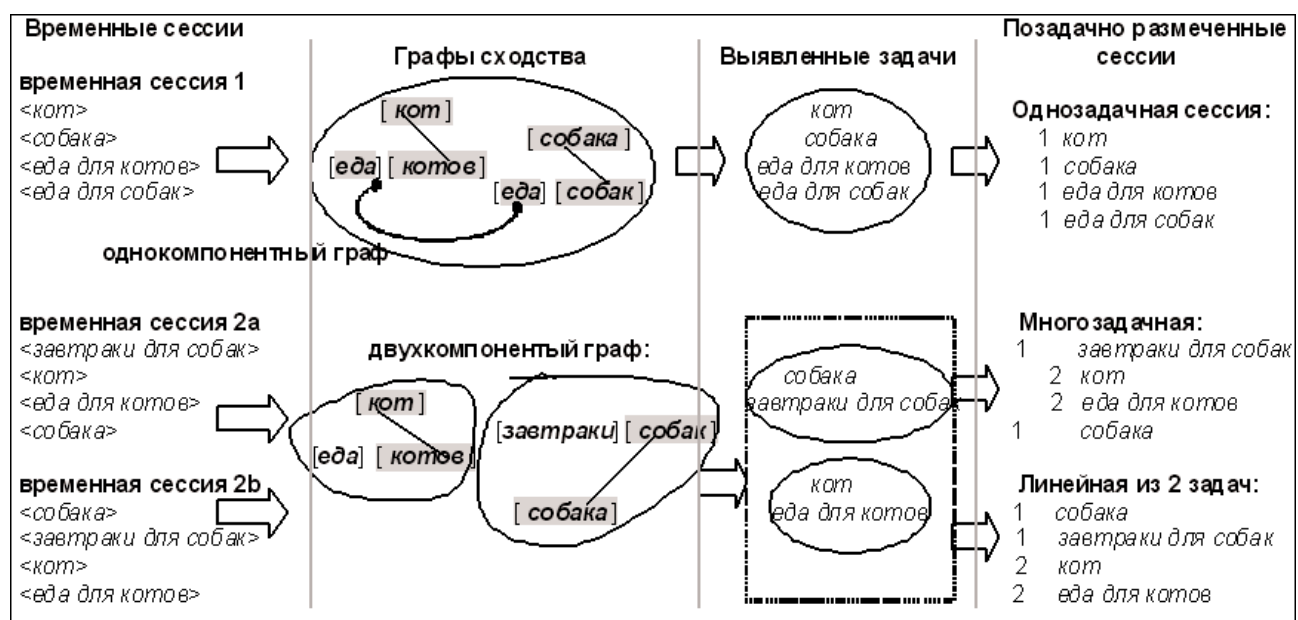 Временные сессии
временная сессия 1
<кот>
<собака>
<еда для котов>
<еда для собак>
Графы сходства
[ кот ]
[ собака ]
[еда] [ котов ]
[еда] [ собак ]
однокомпонентный граф
Выявленные задачи
кот
собака
еда для котов
еда для собак
Позадачно размеченные
сессии
Однозадачная сессия:
1 кот
1 собака
1 еда для котов
1 еда для собак
временная сессия 2a
<завтраки для собак>
<кот>
<еда для котов>
<собака>
временная сессия 2b
<собака>
<завтраки для собак>
<кот>
<еда для котов>
двухкомпонентый граф:
[ кот ]
[еда] [ котов ]
[завтраки] [ собак ]
[ собака ]
собака
завтраки для собак
кот
еда для котов
Многозадачная:
1 завтраки для собак
2 кот
2 еда для котов
1 собака
Линейная из 2 задач:
1 собака
1 завтраки для собак
2 кот
2 еда для котов